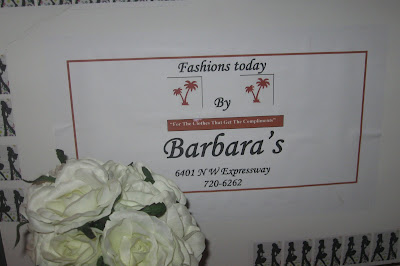 Fashions today
By
"For The Clothes That Get The Compliments"
Barbara's
6401 N W Expressway
720-6262